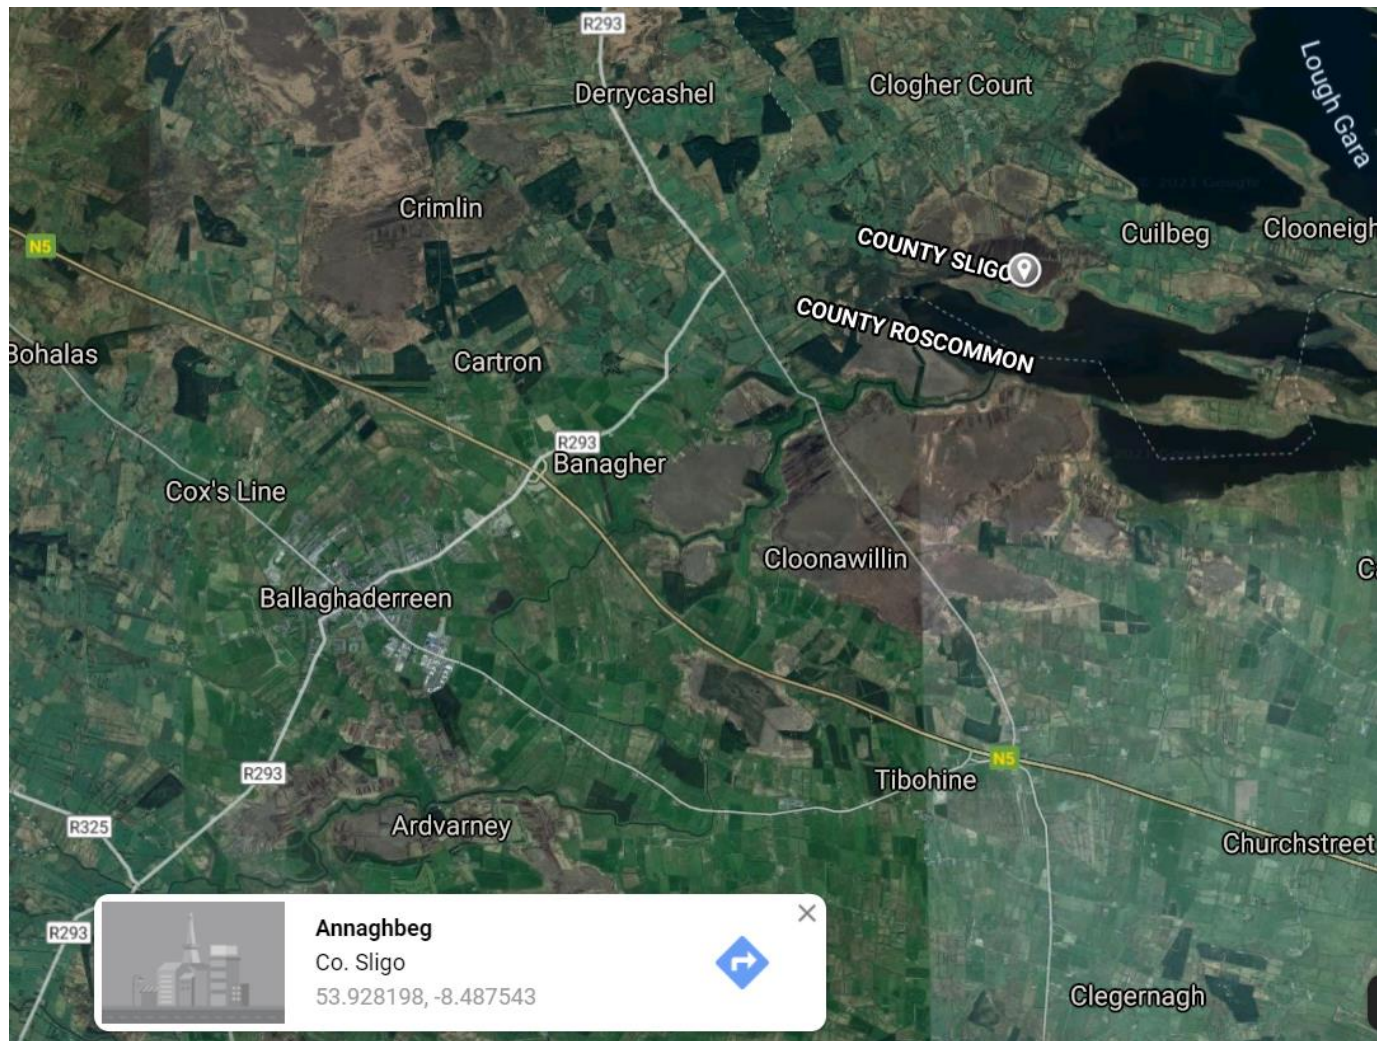 R293
Lough Gara
Derrycashel
Clogher Court
Crimlin
COUNTY SLIGO
Cuilbeg
Clooneigh
N5
COUNTY ROSCOMMON
Bohalas
Cartron
R293
Banagher
Cox's Line
Cloonawillin
Ballaghaderreen
R293
Tibohine
N5
R325
Ardvarney
Churchstreet
R293
Annaghbeg
Co. Sligo
53.928198, -8.487543
Clegernagh